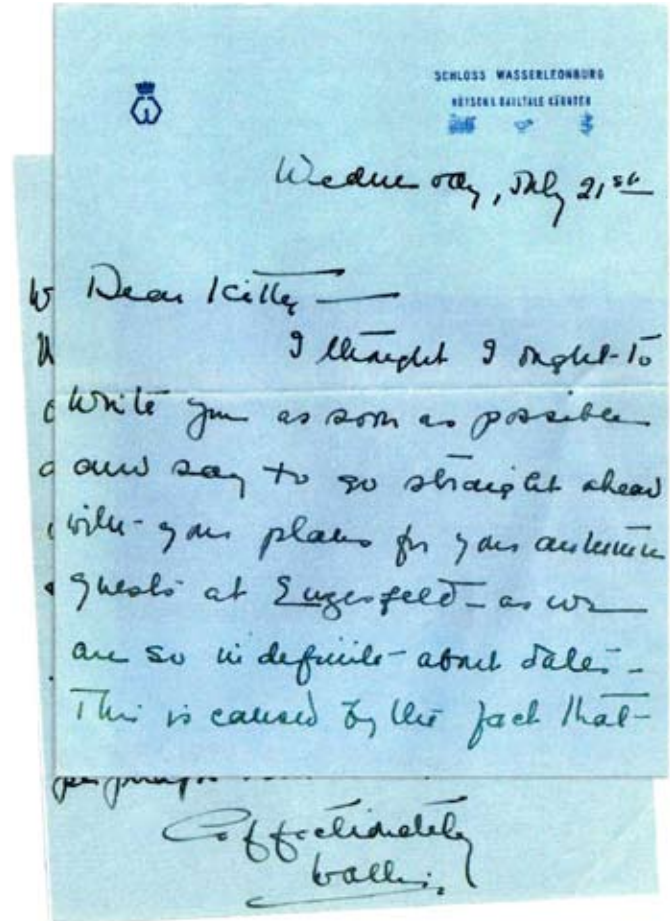 SCHLOSS WASSERLEONBURG
Wednesday, July 21st
Dear Kitty —
I thought I ought to
write you as soon as possible
and say to go straight ahead
with your plans for your autumn
guests at Enzesfeld - as we
are so indefinite about dates -
This is caused by the fact that
perhaps
Affectionately
Wallis.